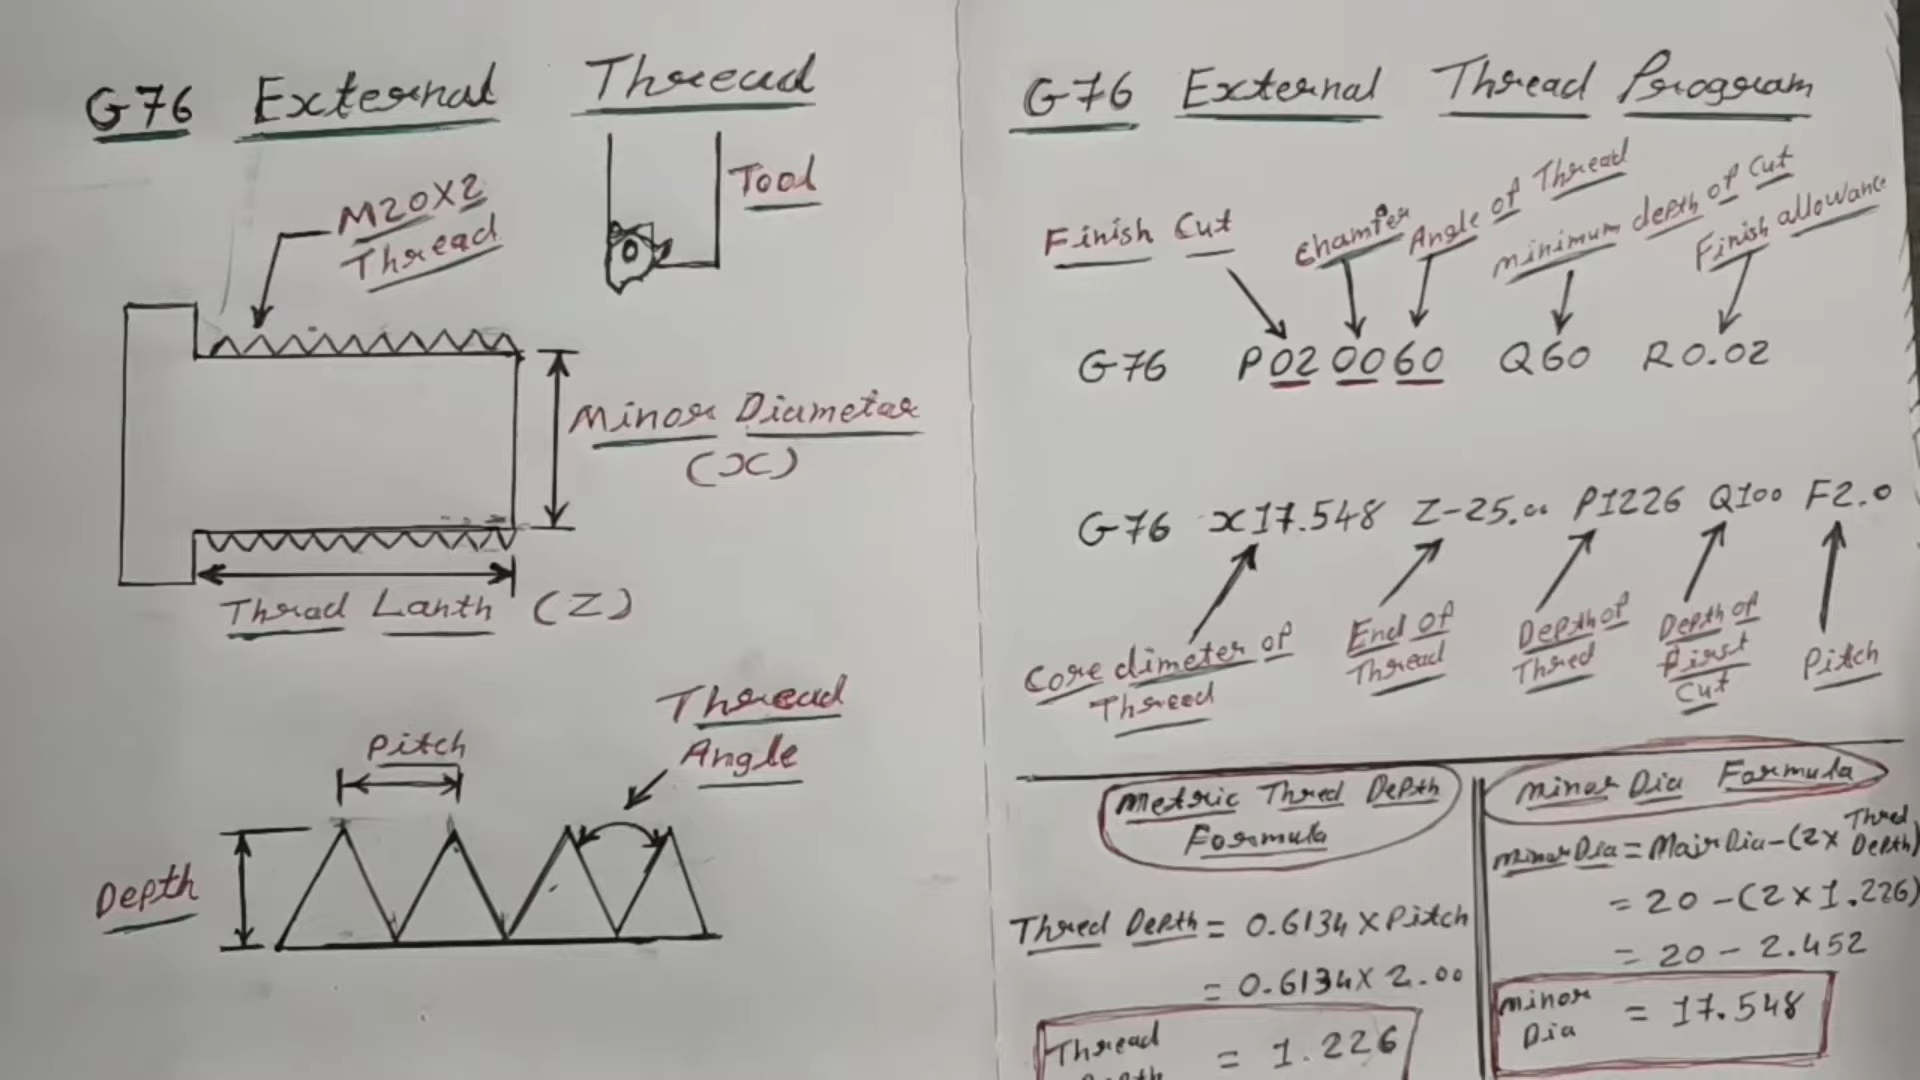 G76 External Thread
M20X2
Thread
Tool
Minor Diametar
(X)
Thrad Lanth (Z)
Pitch
Thread
Angle
Depth
G76 External Thread Program
Finish Cut
Chamfer
Angle of Thread
Minimum depth of Cut
Finish allowance
G76 P020060 Q60 R0.02
G76 X17.548 Z-25.00 P1226 Q100 F2.0
Core dimeter of
Thread
End of
Thread
Depth of
Thred
Depth of
First
Cut
Pitch
Metric Thred Depth
Formula
Thred Depth = 0.6134 X Pitch
= 0.6134 X 2.00
Thread
= 1.226
Minor Dia Formula
Minor Dia = Mair Dia - (2 X Thred
Depth)
= 20 - (2 X 1.226)
= 20 - 2.452
Minor
Dia = 17.548